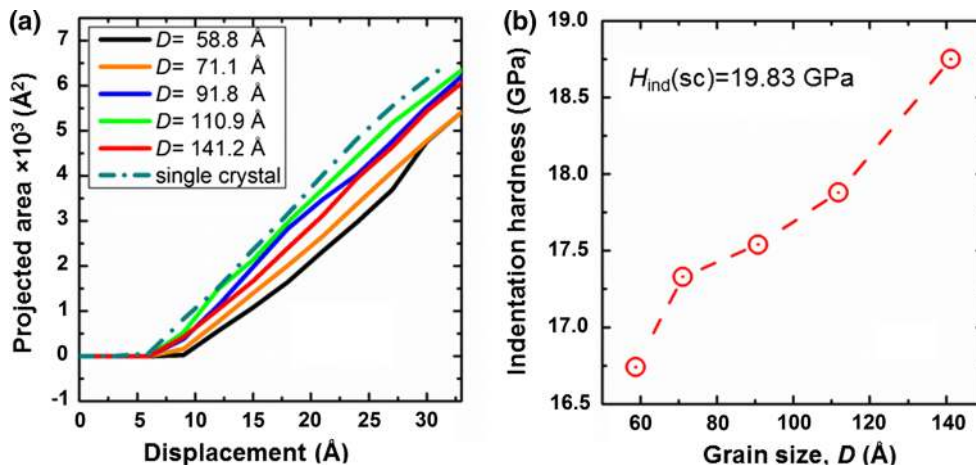 (a)
7
6
5
4
3
2
1
0
-1
Projected area ×10³ (Å²)
D= 58.8 Å
D= 71.1 Å
D= 91.8 Å
D= 110.9 Å
D= 141.2 Å
single crystal
0 5 10 15 20 25 30
Displacement (Å)
(b)
19.0
18.5
18.0
17.5
17.0
16.5
Indentation hardness (GPa)
H_ind(sc)=19.83 GPa
60 80 100 120 140
Grain size, D (Å)